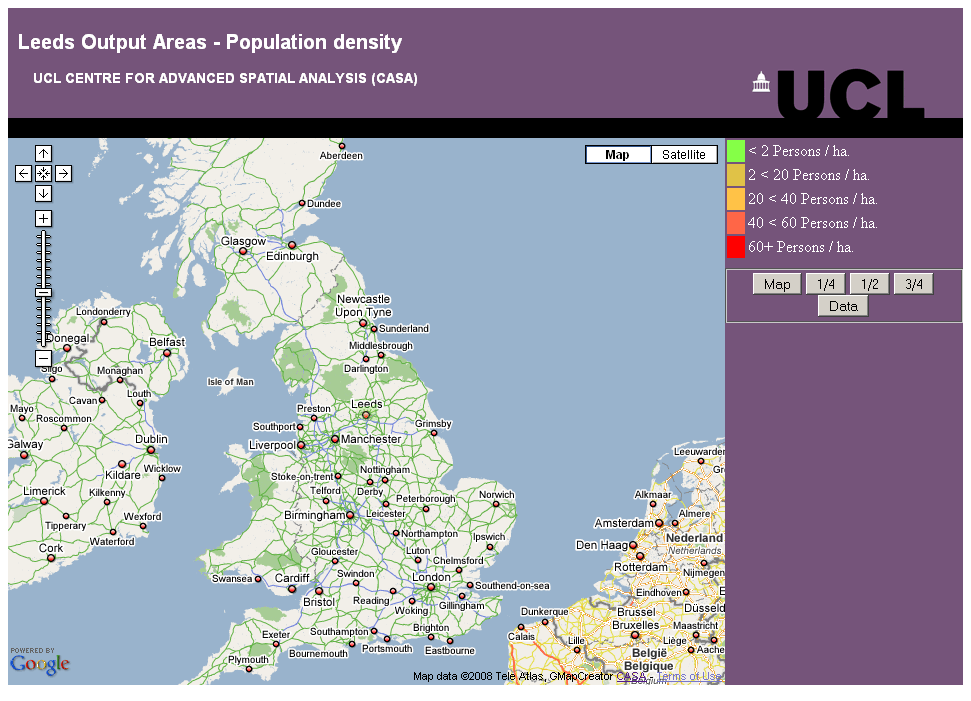 Leeds Output Areas - Population density
UCL CENTRE FOR ADVANCED SPATIAL ANALYSIS (CASA)
UCL
Map Satellite
< 2 Persons / ha.
2 < 20 Persons / ha.
20 < 40 Persons / ha.
40 < 60 Persons / ha.
60+ Persons / ha.
Map 1/4 1/2 3/4
Data
Aberdeen
Dundee
Glasgow
Edinburgh
Newcastle
Upon Tyne
Sunderland
Londonderry
Donegal
Belfast
Middlesbrough
Darlington
Sligo
Monaghan
Isle of Man
Cavan
Louth
Leeds
Mayo
Preston
Roscommon
Southport
Grimsby
Galway
Dublin
Liverpool
Manchester
Leeuwarden
Gr
Kildare
Wicklow
Stoke-on-trent
Nottingham
Limerick
Kilkenny
Telford
Derby
Peterborough
Norwich
Alkmaar
Tipperary
Wexford
Birmingham
Leicester
Almere
Waterford
Northampton
Ipswich
Amsterdam
Nederland
Netherlands
Cork
Gloucester
Luton
Chelmsford
Den Haag
Rotterdam
Nijmegen
Swansea
Cardiff
Swindon
London
Southend-on-sea
Eindhoven
Bristol
Reading
Woking
Gillingham
Dunkerque
Brussel
Bruxelles
Düsseld
Exeter
Southampton
Brighton
Calais
Maastricht
Bournemouth
Portsmouth
Eastbourne
Lille
Liège
Aache
Plymouth
België
Belgique
Belgium
POWERED BY
Google
Map data ©2008 Tele Atlas, GMapCreator CASA - Terms of Use